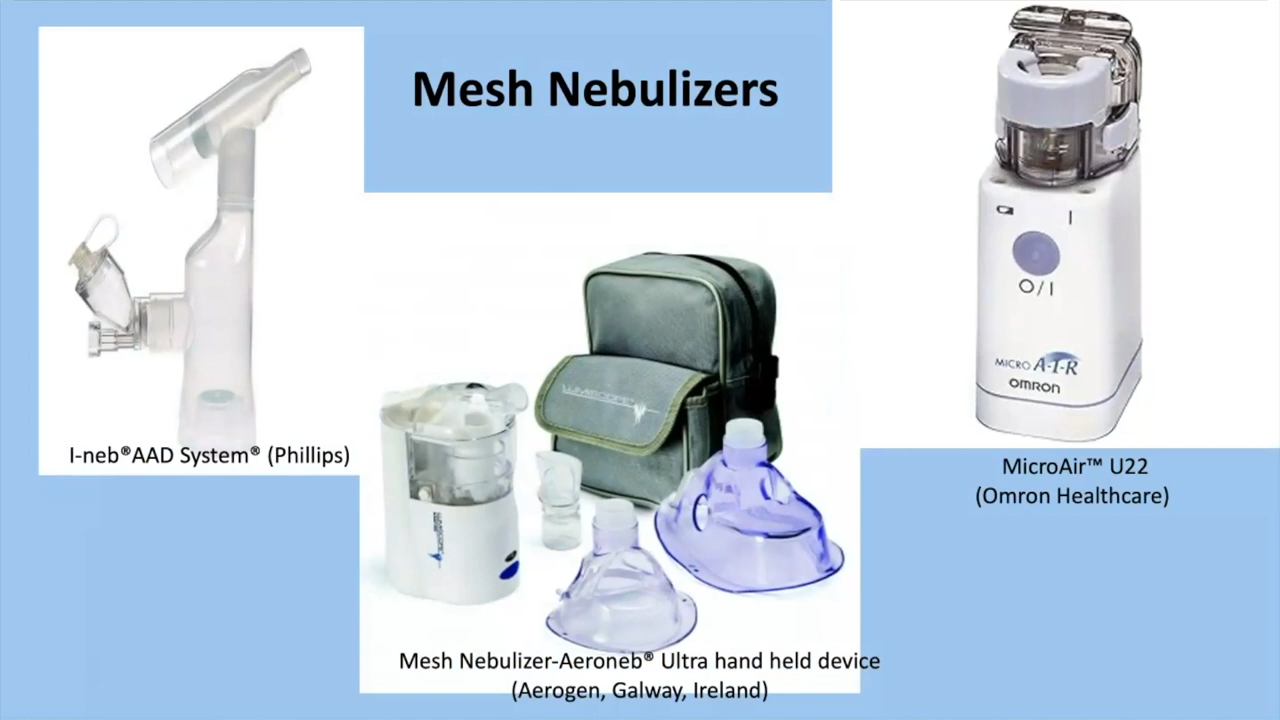 Mesh Nebulizers
O/I
MICRO A·I·R
OMRON
I-neb®AAD System® (Phillips)
MicroAir™ U22
(Omron Healthcare)
Mesh Nebulizer-Aeroneb® Ultra hand held device
(Aerogen, Galway, Ireland)